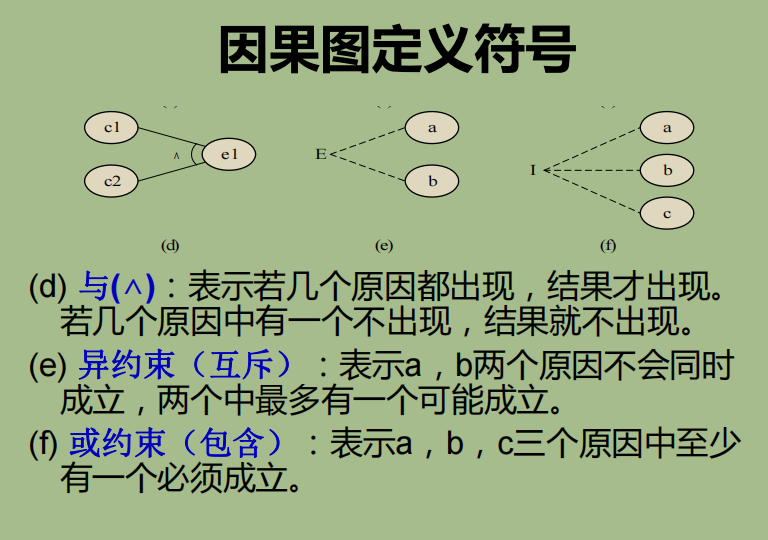 因果图定义符号
c1
c2
∧
e1
E
a
b
I
a
b
c
(d)
(e)
(f)
(d) 与(∧)：表示若几个原因都出现，结果才出现。
若几个原因中有一个不出现，结果就不出现。
(e) 异约束（互斥）：表示a，b两个原因不会同时
成立，两个中最多有一个可能成立。
(f) 或约束（包含）：表示a，b，c三个原因中至少
有一个必须成立。